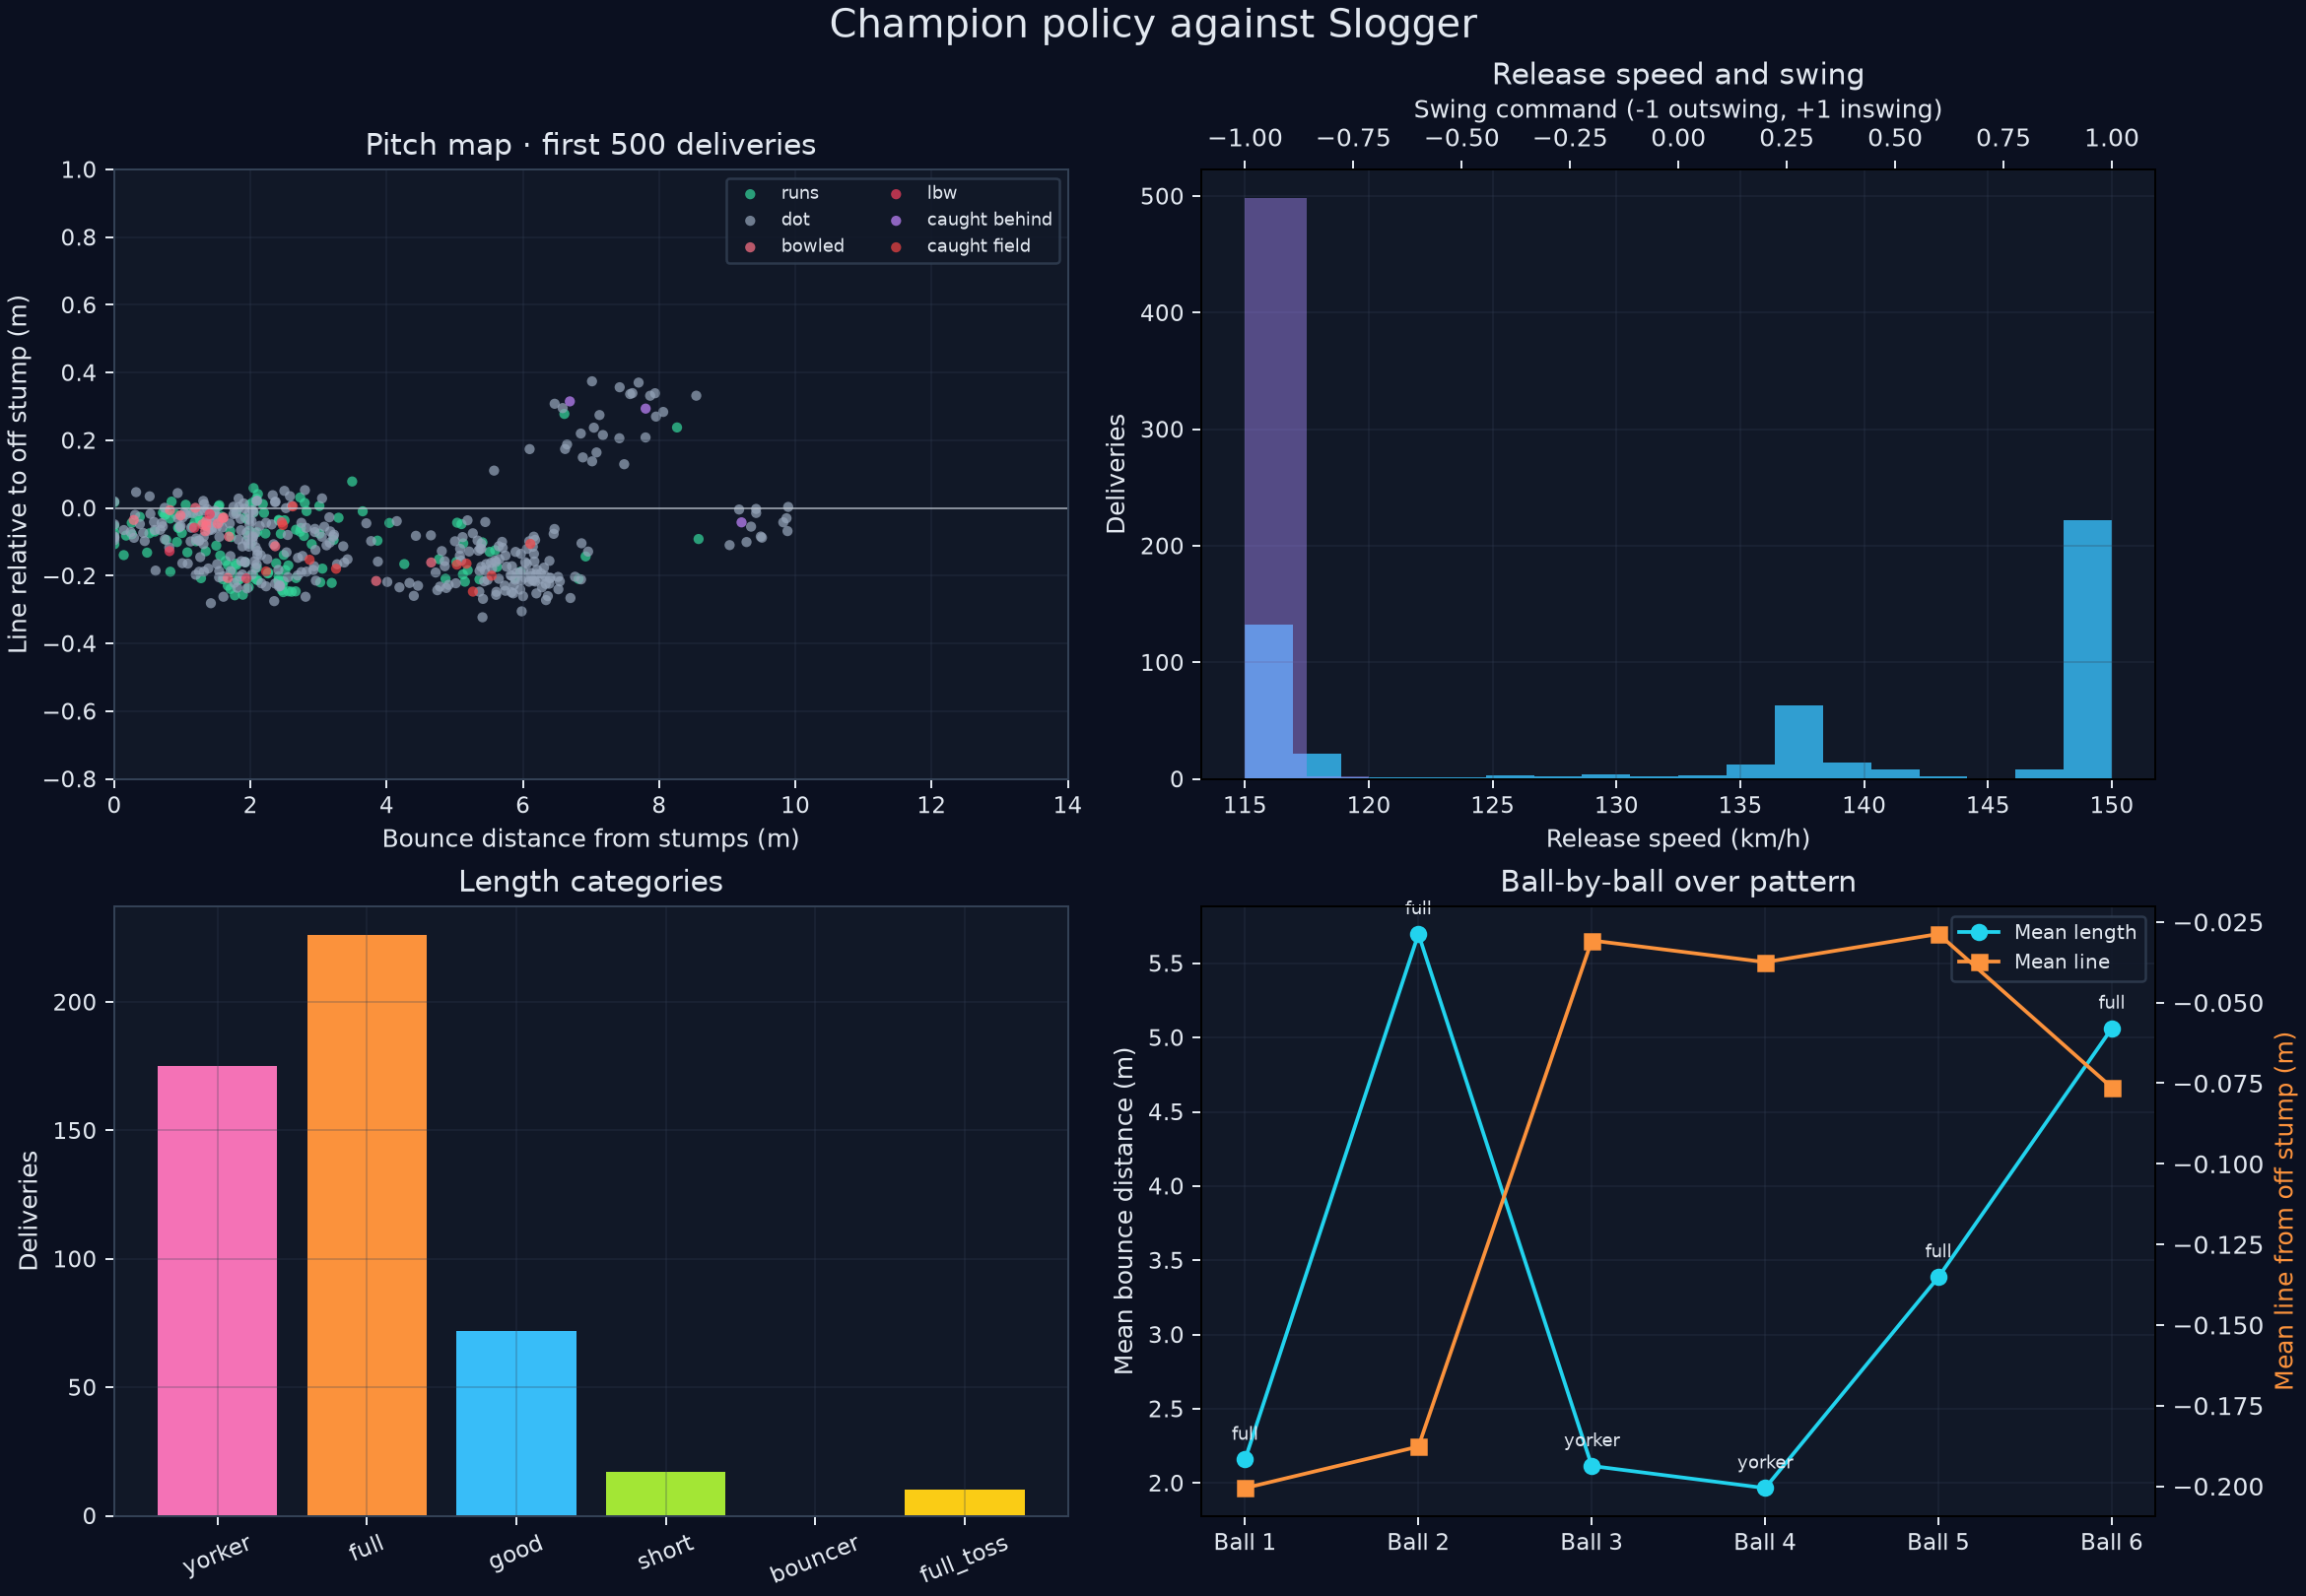 Champion policy against Slogger
Pitch map · first 500 deliveries
1.0
0.8
0.6
0.4
0.2
0.0
−0.2
−0.4
−0.6
−0.8
Line relative to off stump (m)
runs
dot
bowled
lbw
caught behind
caught field
0 2 4 6 8 10 12 14
Bounce distance from stumps (m)
Release speed and swing
Swing command (-1 outswing, +1 inswing)
−1.00 −0.75 −0.50 −0.25 0.00 0.25 0.50 0.75 1.00
500
400
300
200
100
0
Deliveries
115 120 125 130 135 140 145 150
Release speed (km/h)
Length categories
200
150
100
50
0
Deliveries
yorker full good short bouncer full_toss
Ball-by-ball over pattern
5.5
5.0
4.5
4.0
3.5
3.0
2.5
2.0
Mean bounce distance (m)
full
full
yorker
yorker
full
full
Mean length
Mean line
−0.025
−0.050
−0.075
−0.100
−0.125
−0.150
−0.175
−0.200
Mean line from off stump (m)
Ball 1 Ball 2 Ball 3 Ball 4 Ball 5 Ball 6